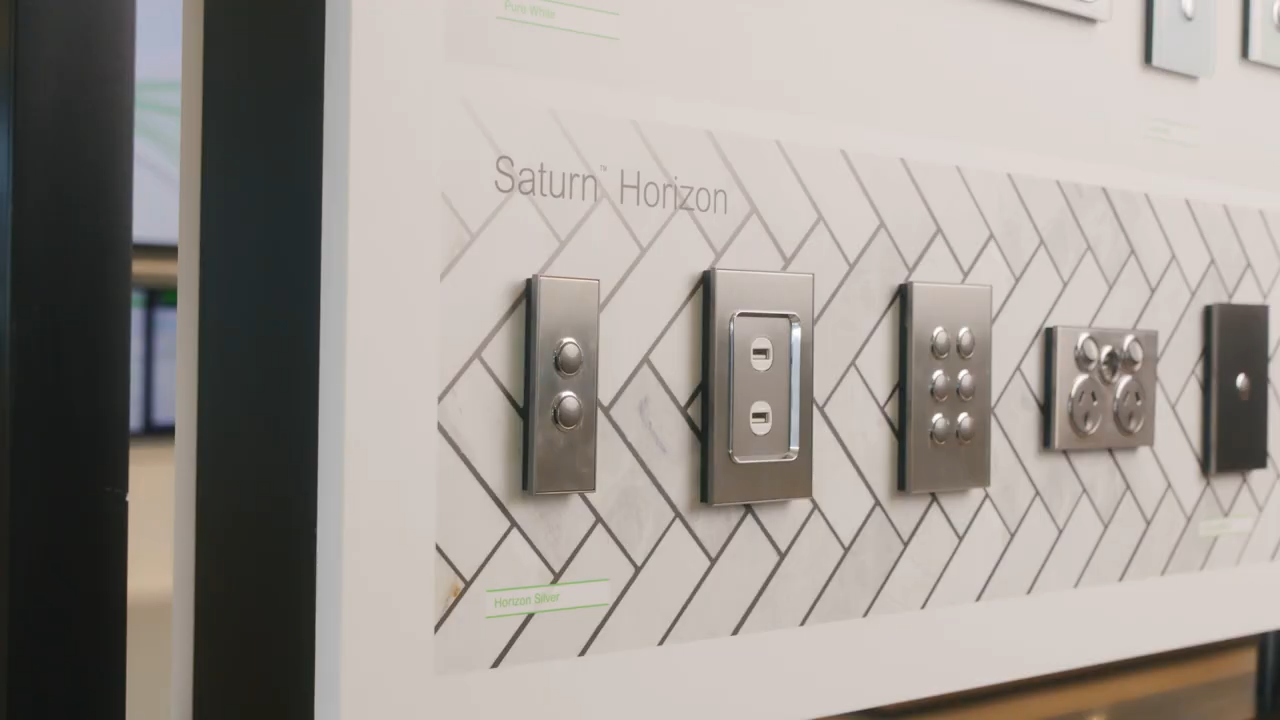 Pure White
Saturn™ Horizon
Horizon Silver